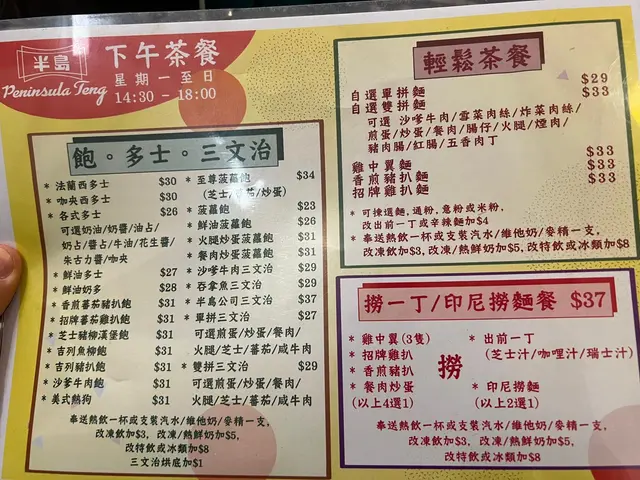 半島
Peninsula Teng
下午茶餐
星期一至日
14:30 - 18:00
飽。多士。三文治
* 法蘭西多士 $30
* 咖央西多士 $30
* 各式多士 $26
可選奶油/奶醬/油占/
奶占/醬占/牛油/花生醬/
朱古力醬/咖央
* 鮮油多士 $27
* 鮮油奶多 $28
* 香煎蕃茄豬扒飽 $31
* 招牌蕃茄雞扒飽 $31
* 芝士豬柳漢堡飽 $31
* 吉列魚柳飽 $31
* 吉列豬扒飽 $31
* 沙爹牛肉飽 $31
* 美式熱狗 $31
* 至尊菠蘿飽 $34
(芝士/蕃茄/炒蛋)
* 菠蘿飽 $23
* 鮮油菠蘿飽 $26
* 火腿炒蛋菠蘿飽 $31
* 餐肉炒蛋菠蘿飽 $31
* 沙爹牛肉三文治 $29
* 吞拿魚三文治 $29
* 半島公司三文治 $37
* 單拼三文治 $27
可選煎蛋/炒蛋/餐肉/
火腿/芝士/蕃茄/咸牛肉
* 雙拼三文治 $29
可選煎蛋/炒蛋/餐肉/
火腿/芝士/蕃茄/咸牛肉
奉送熱飲一杯或支裝汽水/維他奶/麥精一支,
改凍飲加$3, 改凍/熱鮮奶加$5,
改特飲或冰類加$8
三文治烘底加$1
輕鬆茶餐
自選單拼麵 $29
自選雙拼麵 $33
可選 沙爹牛肉/雪菜肉絲/炸菜肉絲/
煎蛋/炒蛋/餐肉/腸仔/火腿/煙肉/
豬肉腸/紅腸/五香肉丁
雞中翼麵 $33
香煎豬扒麵 $33
招牌雞扒麵 $33
* 可揀選麵,通粉,意粉或米粉,
改出前一丁或辛辣麵加$4
* 奉送熱飲一杯或支裝汽水/維他奶/麥精一支,
改凍飲加$3,改凍/熱鮮奶加$5,改特飲或冰類加$8
撈一丁/印尼撈麵餐 $37
* 雞中翼(3隻)
* 招牌雞扒
* 香煎豬扒
* 餐肉炒蛋
(以上4選1)
撈
* 出前一丁
(芝士汁/咖哩汁/瑞士汁)
* 印尼撈麵
(以上2選1)
奉送熱飲一杯或支裝汽水/維他奶/麥精一支,
改凍飲加$3, 改凍/熱鮮奶加$5,
改特飲或冰類加$8